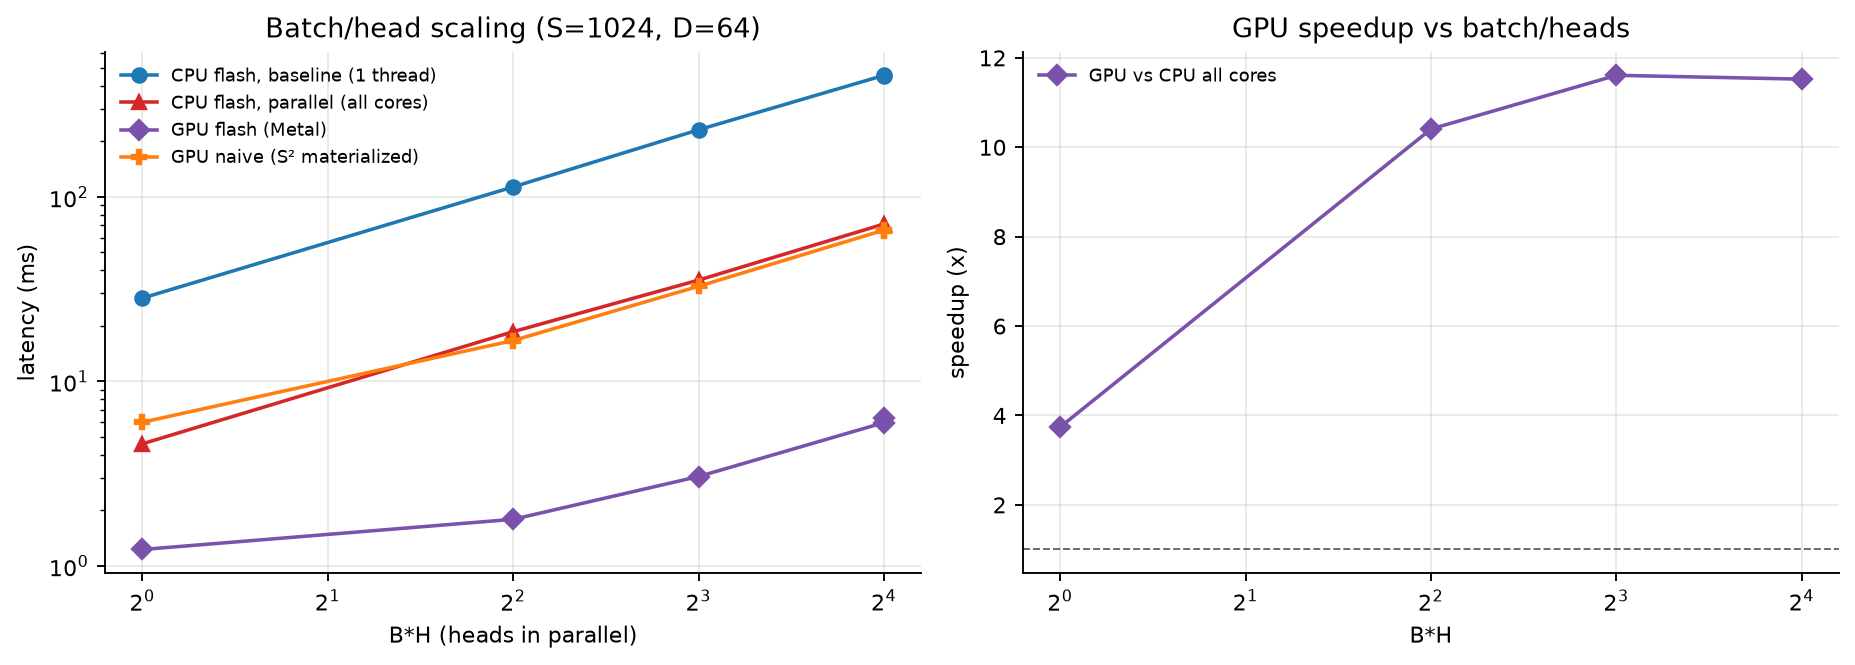 Batch/head scaling (S=1024, D=64)
CPU flash, baseline (1 thread)
CPU flash, parallel (all cores)
GPU flash (Metal)
GPU naive (S² materialized)
latency (ms)
10²
10¹
10⁰
2⁰ 2¹ 2² 2³ 2⁴
B*H (heads in parallel)
GPU speedup vs batch/heads
GPU vs CPU all cores
speedup (x)
12
10
8
6
4
2
2⁰ 2¹ 2² 2³ 2⁴
B*H